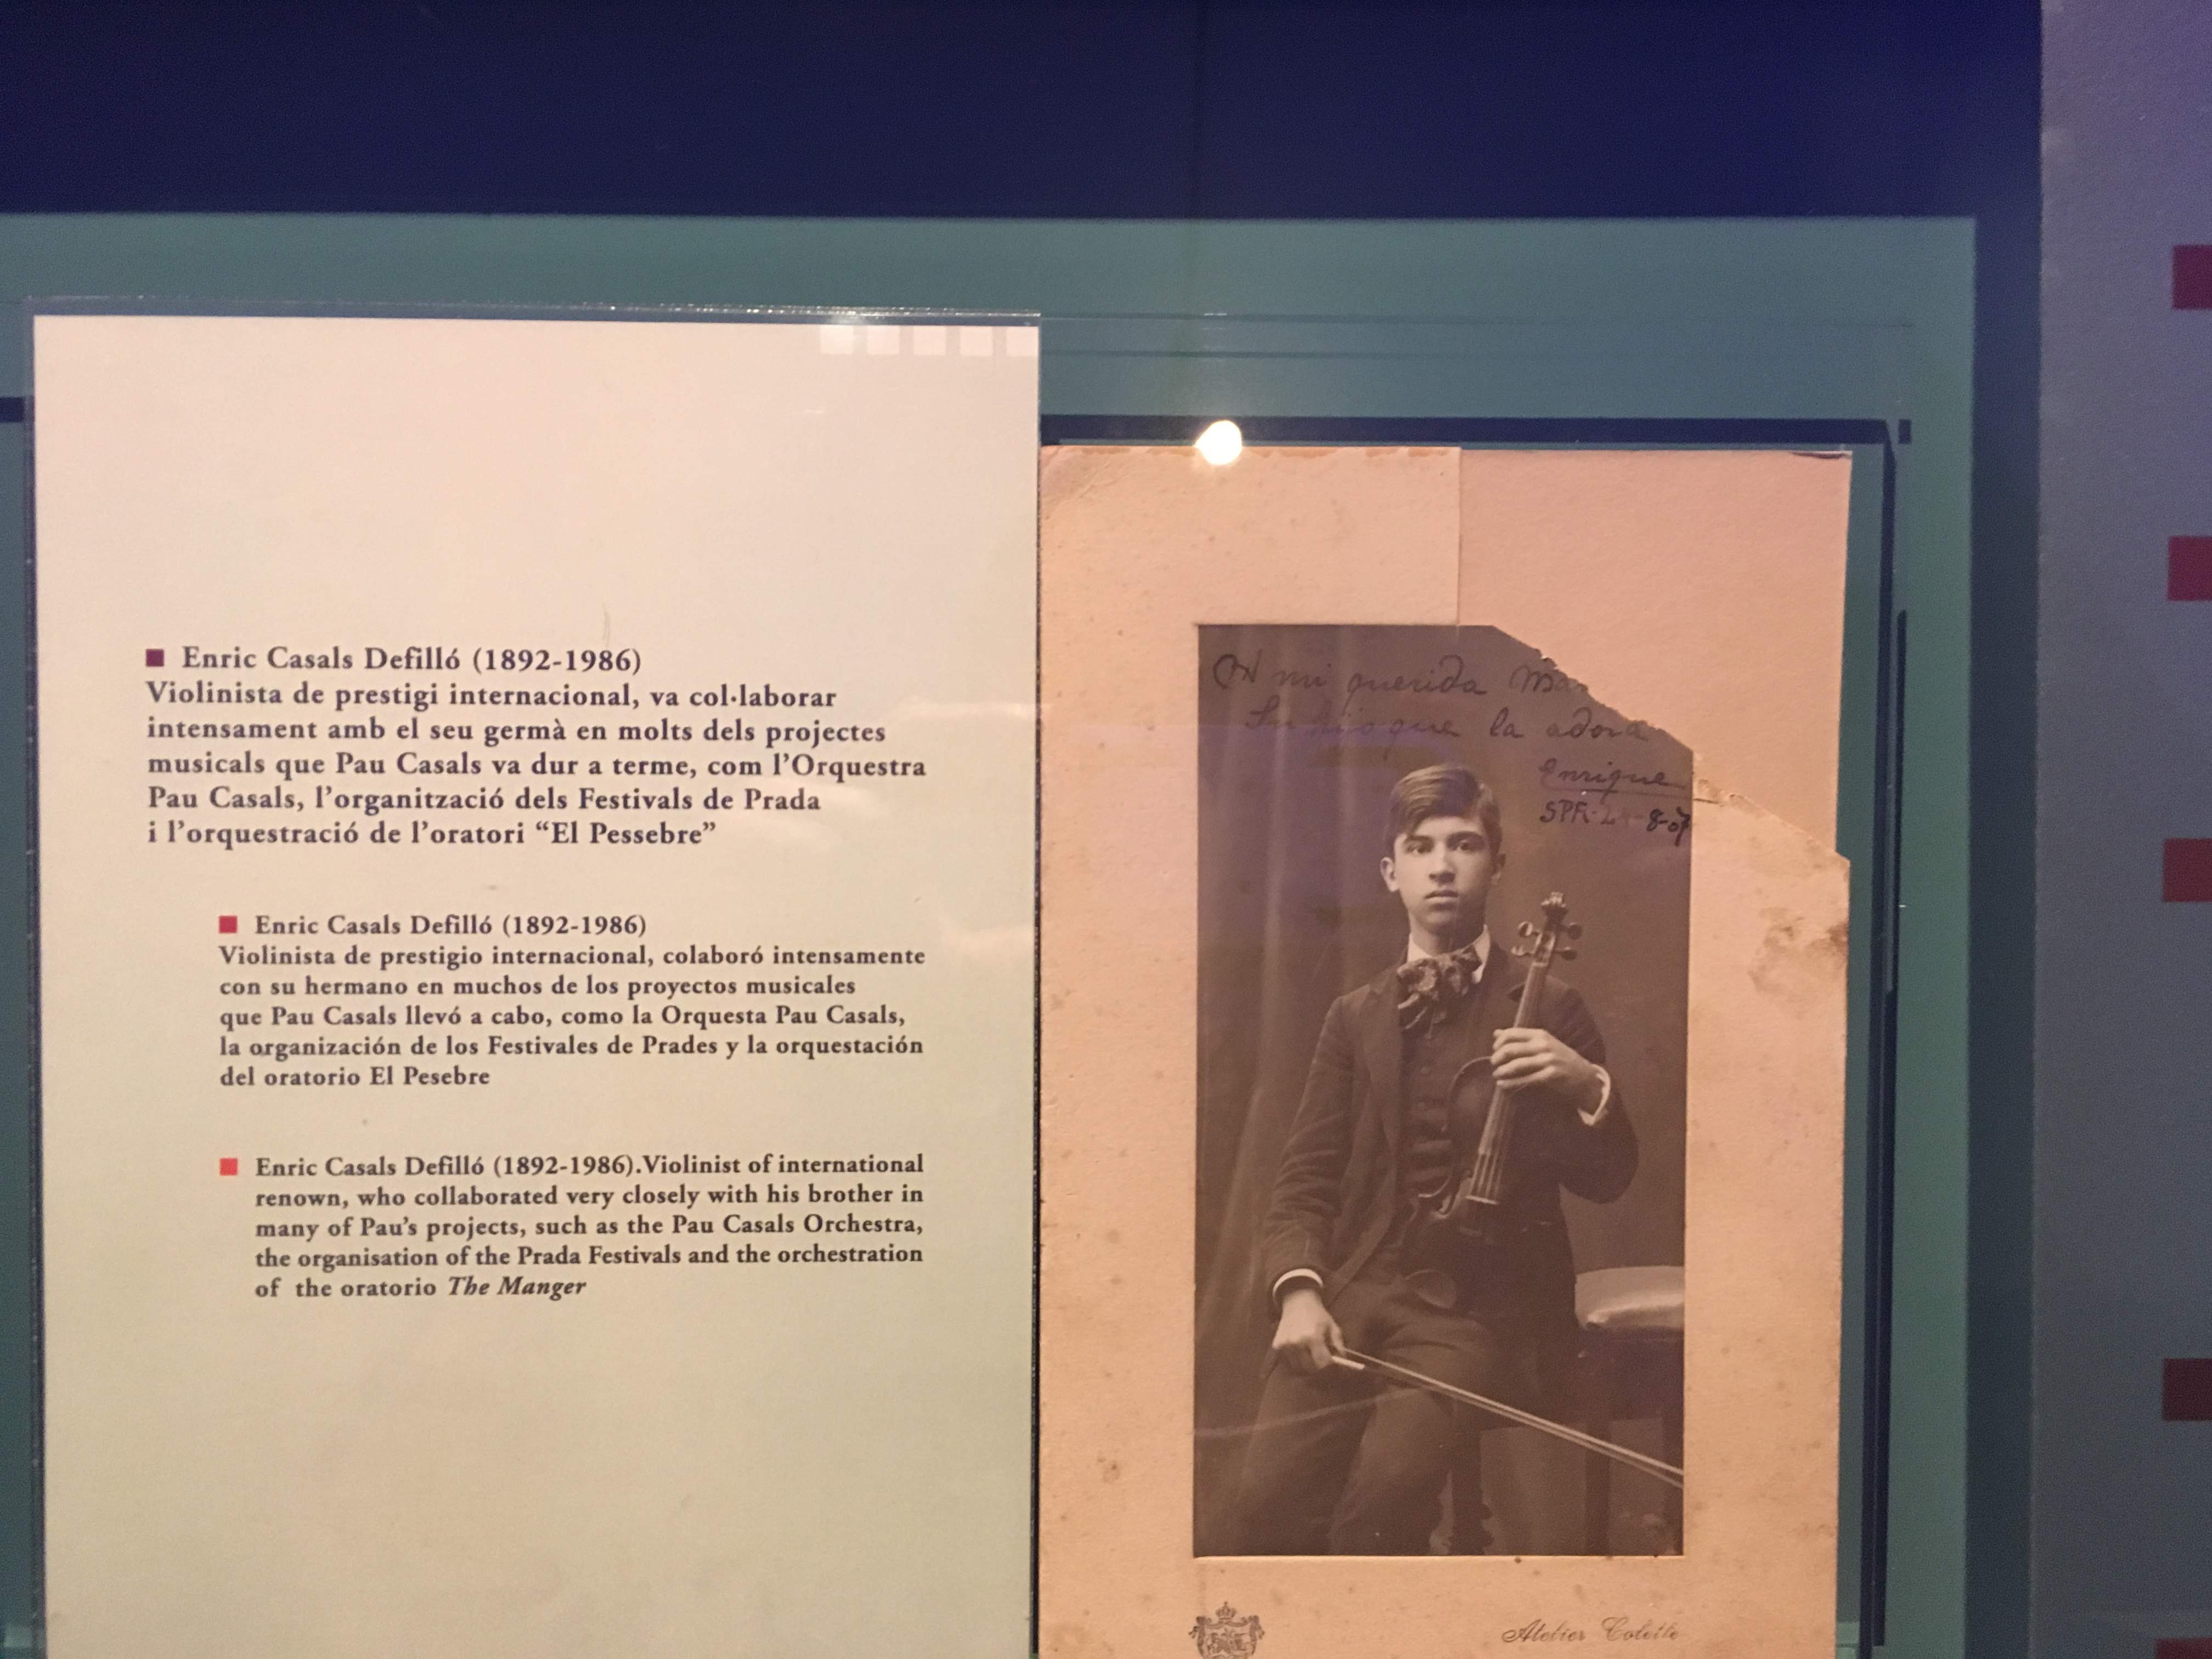 ■ Enric Casals Defilló (1892-1986)
Violinista de prestigi internacional, va col·laborar
intensament amb el seu germà en molts dels projectes
musicals que Pau Casals va dur a terme, com l'Orquestra
Pau Casals, l'organització dels Festivals de Prada
i l'orquestració de l'oratori “El Pessebre”
■ Enric Casals Defilló (1892-1986)
Violinista de prestigio internacional, colaboró intensamente
con su hermano en muchos de los proyectos musicales
que Pau Casals llevó a cabo, como la Orquesta Pau Casals,
la organización de los Festivales de Prades y la orquestación
del oratorio El Pesebre
■ Enric Casals Defilló (1892-1986).Violinist of international
renown, who collaborated very closely with his brother in
many of Pau's projects, such as the Pau Casals Orchestra,
the organisation of the Prada Festivals and the orchestration
of the oratorio The Manger
A mi querida
que la adora
Enrique
Atelier